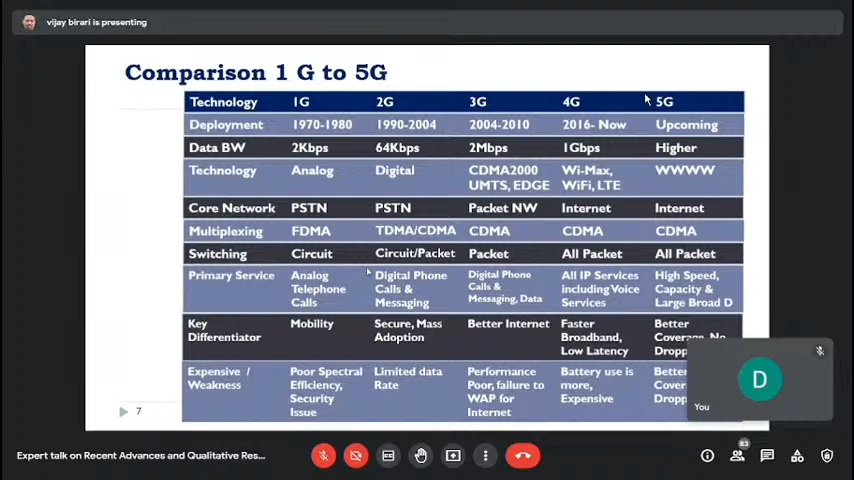 vijay birari is presenting
Comparison 1 G to 5G
Technology 1G 2G 3G 4G 5G
Deployment 1970-1980 1990-2004 2004-2010 2016- Now Upcoming
Data BW 2Kbps 64Kbps 2Mbps 1Gbps Higher
Technology Analog Digital CDMA2000 Wi-Max, WWWW
UMTS, EDGE WiFi, LTE
Core Network PSTN PSTN Packet NW Internet Internet
Multiplexing FDMA TDMA/CDMA CDMA CDMA CDMA
Switching Circuit Circuit/Packet Packet All Packet All Packet
Primary Service Analog Digital Phone Digital Phone All IP Services High Speed,
Telephone Calls & Calls & including Voice Capacity &
Calls Messaging Messaging, Data Services Large Broad D
Key Mobility Secure, Mass Better Internet Faster Better
Differentiator Adoption Broadband, Coverage, No
Low Latency Dropp
Expensive / Poor Spectral Limited data Performance Battery use is Better
Weakness Efficiency, Rate Poor, failure to more, Cover
Security WAP for Expensive Dropp
Issue Internet
7
D
You
83
Expert talk on Recent Advances and Qualitative Res...